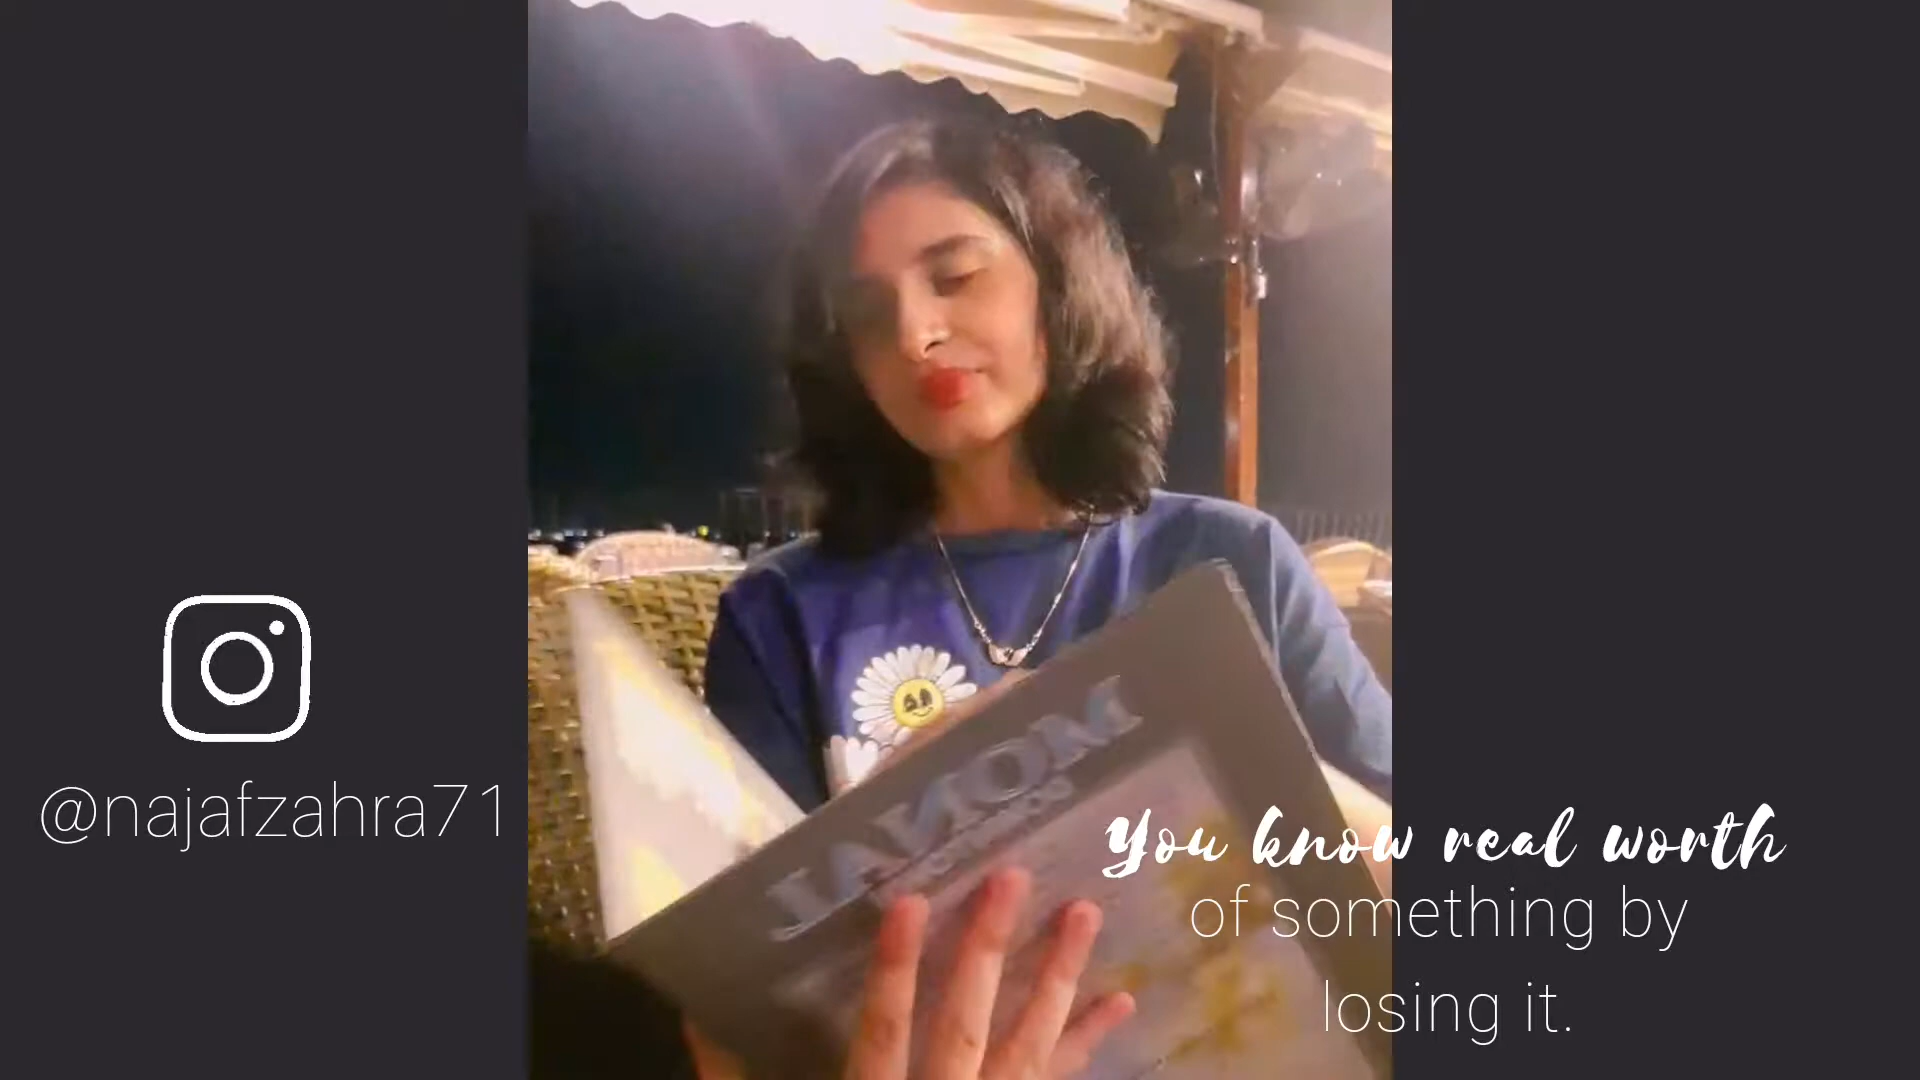 @najafzahra71
You know real worth
of something by
losing it.